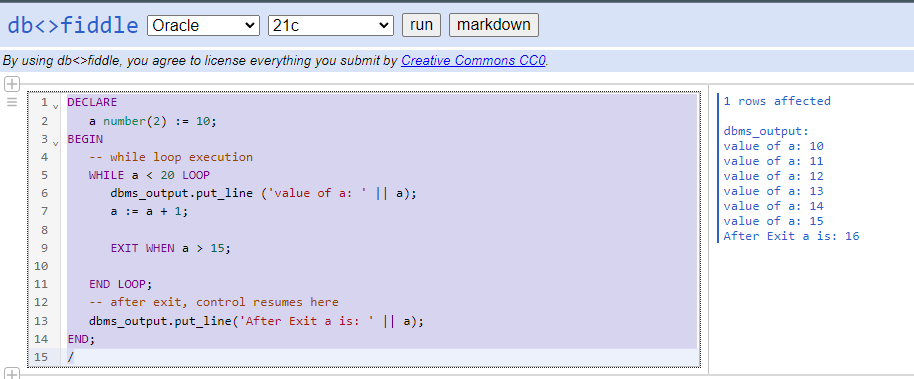 db<>fiddle Oracle 21c run markdown
By using db<>fiddle, you agree to license everything you submit by Creative Commons CC0.
1 DECLARE
2    a number(2) := 10;
3 BEGIN
4    -- while loop execution
5    WHILE a < 20 LOOP
6       dbms_output.put_line ('value of a: ' || a);
7       a := a + 1;
8
9       EXIT WHEN a > 15;
10
11    END LOOP;
12    -- after exit, control resumes here
13    dbms_output.put_line('After Exit a is: ' || a);
14 END;
15 /
1 rows affected
dbms_output:
value of a: 10
value of a: 11
value of a: 12
value of a: 13
value of a: 14
value of a: 15
After Exit a is: 16